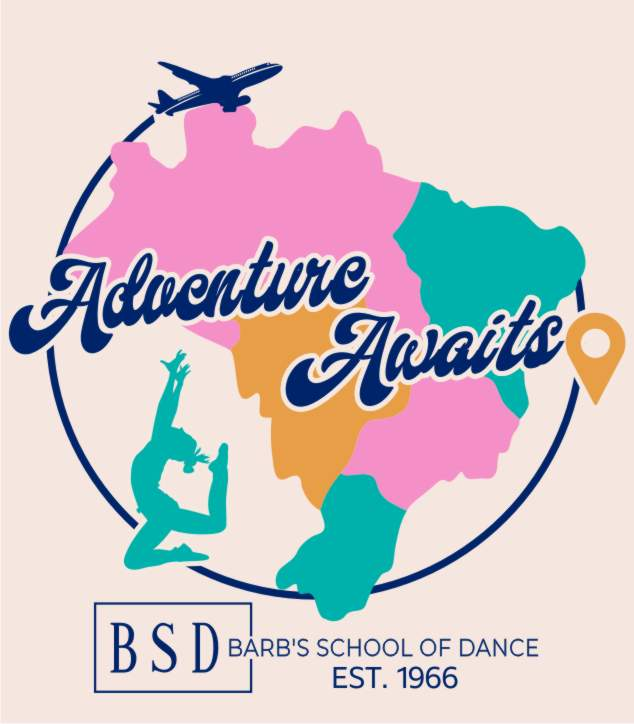 Adventure
Awaits
BSD
BARB'S SCHOOL OF DANCE
EST. 1966